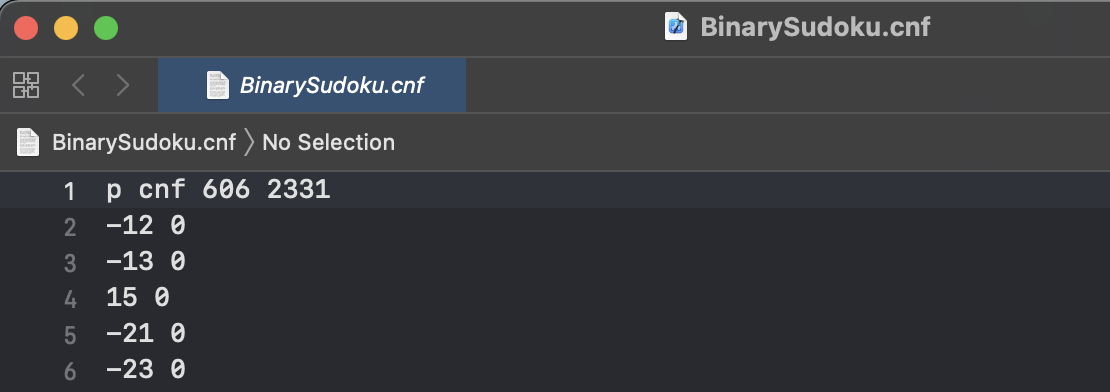 BinarySudoku.cnf
BinarySudoku.cnf
BinarySudoku.cnf 〉No Selection
1 p cnf 606 2331
2 -12 0
3 -13 0
4 15 0
5 -21 0
6 -23 0